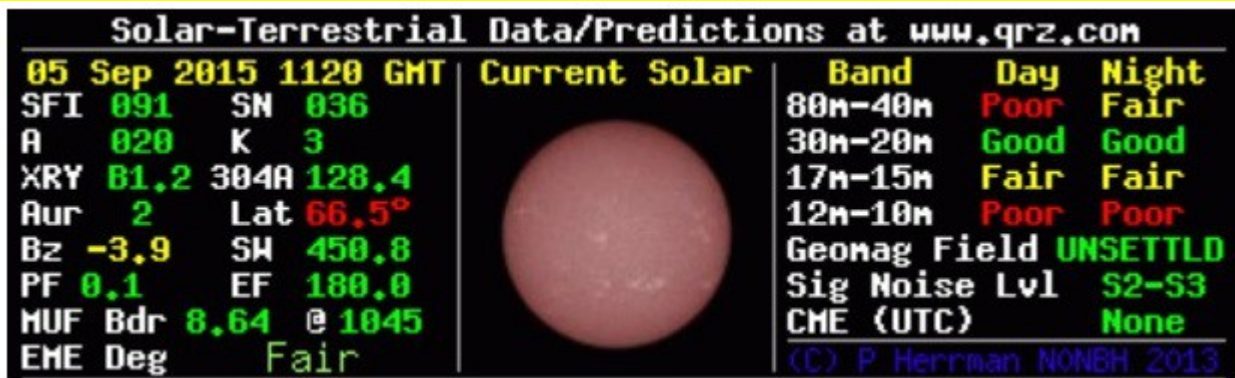 Solar-Terrestrial Data/Predictions at www.qrz.com
05 Sep 2015 1120 GMT
SFI 091 SN 036
A 020 K 3
XRY B1.2 304A 128.4
Aur 2 Lat 66.5°
Bz -3.9 SW 450.8
PF 0.1 EF 180.0
MUF Bdr 8.64 @ 1045
EME Deg Fair
Current Solar
Band Day Night
80m-40m Poor Fair
30m-20m Good Good
17m-15m Fair Fair
12m-10m Poor Poor
Geomag Field UNSETTLD
Sig Noise Lvl S2-S3
CME (UTC) None
(C) P Herrman N0NBH 2013